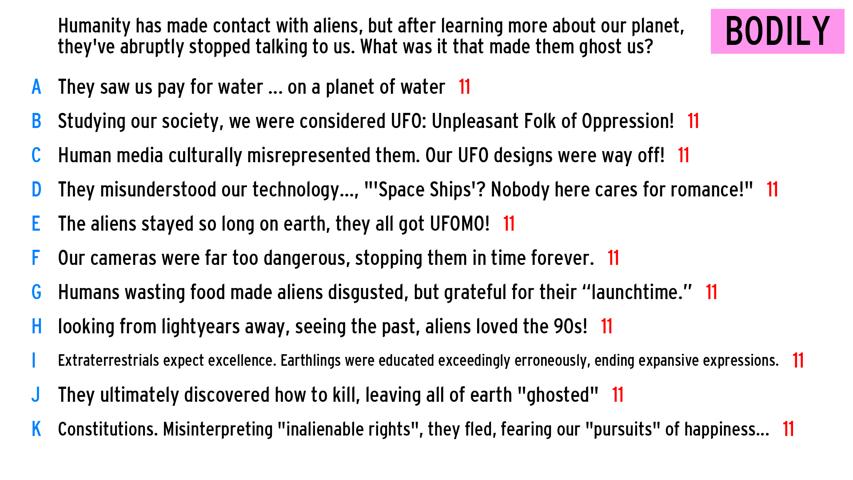 Humanity has made contact with aliens, but after learning more about our planet,
they've abruptly stopped talking to us. What was it that made them ghost us?
BODILY
A They saw us pay for water ... on a planet of water 11
B Studying our society, we were considered UFO: Unpleasant Folk of Oppression! 11
C Human media culturally misrepresented them. Our UFO designs were way off! 11
D They misunderstood our technology..., "'Space Ships'? Nobody here cares for romance!" 11
E The aliens stayed so long on earth, they all got UFOMO! 11
F Our cameras were far too dangerous, stopping them in time forever. 11
G Humans wasting food made aliens disgusted, but grateful for their “launchtime.” 11
H looking from lightyears away, seeing the past, aliens loved the 90s! 11
I Extraterrestrials expect excellence. Earthlings were educated exceedingly erroneously, ending expansive expressions. 11
J They ultimately discovered how to kill, leaving all of earth "ghosted" 11
K Constitutions. Misinterpreting "inalienable rights", they fled, fearing our "pursuits" of happiness... 11